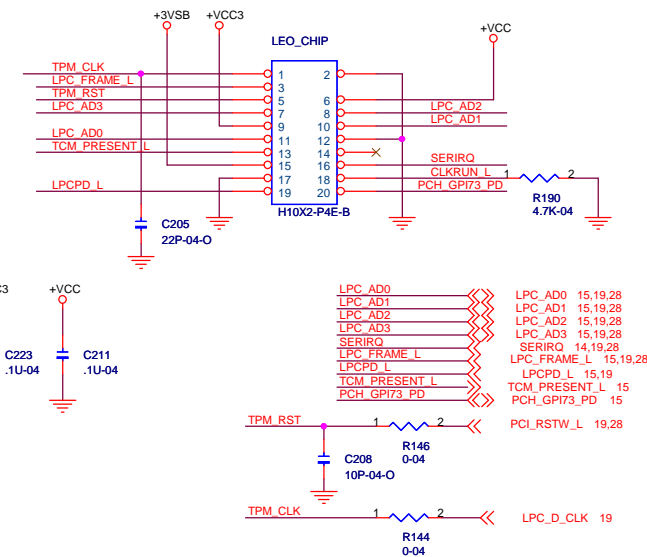 +3VSB +VCC3
+VCC
LEO_CHIP
TPM_CLK 1 2
LPC_FRAME_L 3
TPM_RST 5 6
LPC_AD3 7 8 LPC_AD2
9 10 LPC_AD1
LPC_AD0 11 12
TCM_PRESENT_L 13 14
15 16 SERIRQ
17 18 CLKRUN_L 1 2
LPCPD_L 19 20 PCH_GPI73_PD
R190
4.7K-04
H10X2-P4E-B
C205
22P-04-O
C3 +VCC
C223 C211
.1U-04 .1U-04
LPC_AD0 LPC_AD0 15,19,28
LPC_AD1 LPC_AD1 15,19,28
LPC_AD2 LPC_AD2 15,19,28
LPC_AD3 LPC_AD3 15,19,28
SERIRQ SERIRQ 14,19,28
LPC_FRAME_L LPC_FRAME_L 15,19,28
LPCPD_L LPCPD_L 15,19
TCM_PRESENT_L TCM_PRESENT_L 15
PCH_GPI73_PD PCH_GPI73_PD 15
TPM_RST 1 2 PCI_RSTW_L 19,28
R146
0-04
C208
10P-04-O
TPM_CLK 1 2 LPC_D_CLK 19
R144
0-04